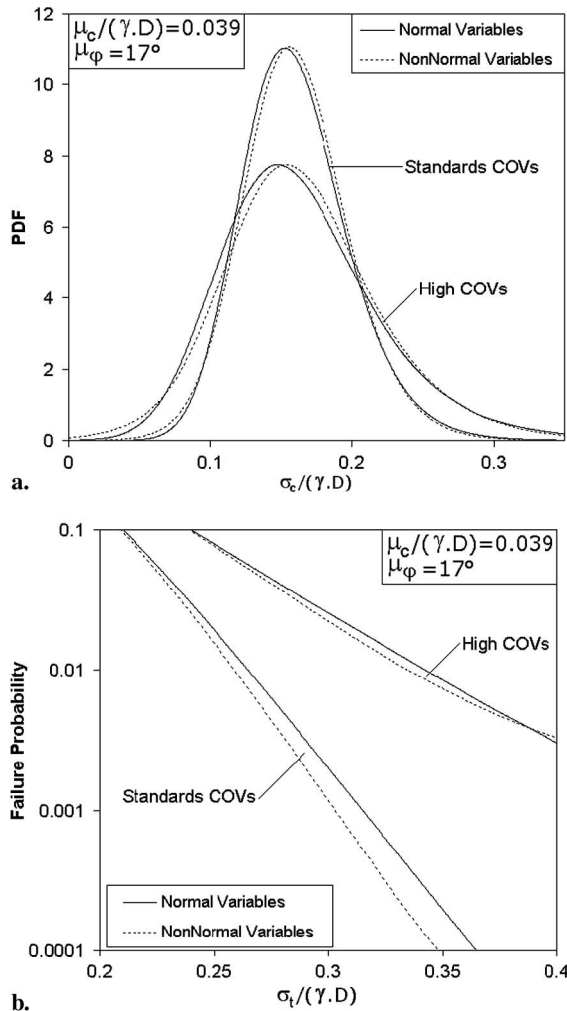 μc/(γ.D)=0.039
μφ=17°
Normal Variables
NonNormal Variables
12
10
8
6
4
2
0
PDF
Standards COVs
High COVs
0
0.1
0.2
0.3
σc/(γ.D)
a.
0.1
0.01
0.001
0.0001
Failure Probability
μc/(γ.D)=0.039
μφ=17°
High COVs
Standards COVs
Normal Variables
NonNormal Variables
0.2
0.25
0.3
0.35
0.4
σt/(γ.D)
b.